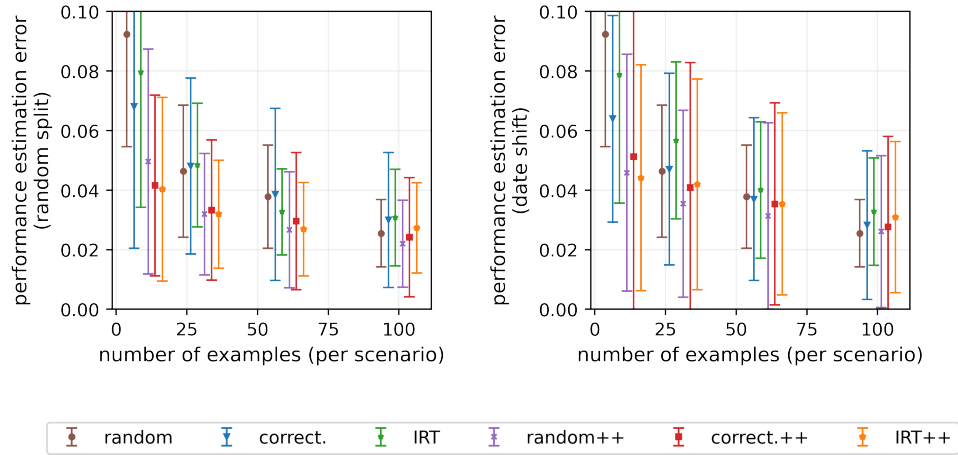 performance estimation error
(random split)
0.10
0.08
0.06
0.04
0.02
0.00
0 25 50 75 100
number of examples (per scenario)
performance estimation error
(date shift)
0.10
0.08
0.06
0.04
0.02
0.00
0 25 50 75 100
number of examples (per scenario)
random correct. IRT random++ correct.++ IRT++